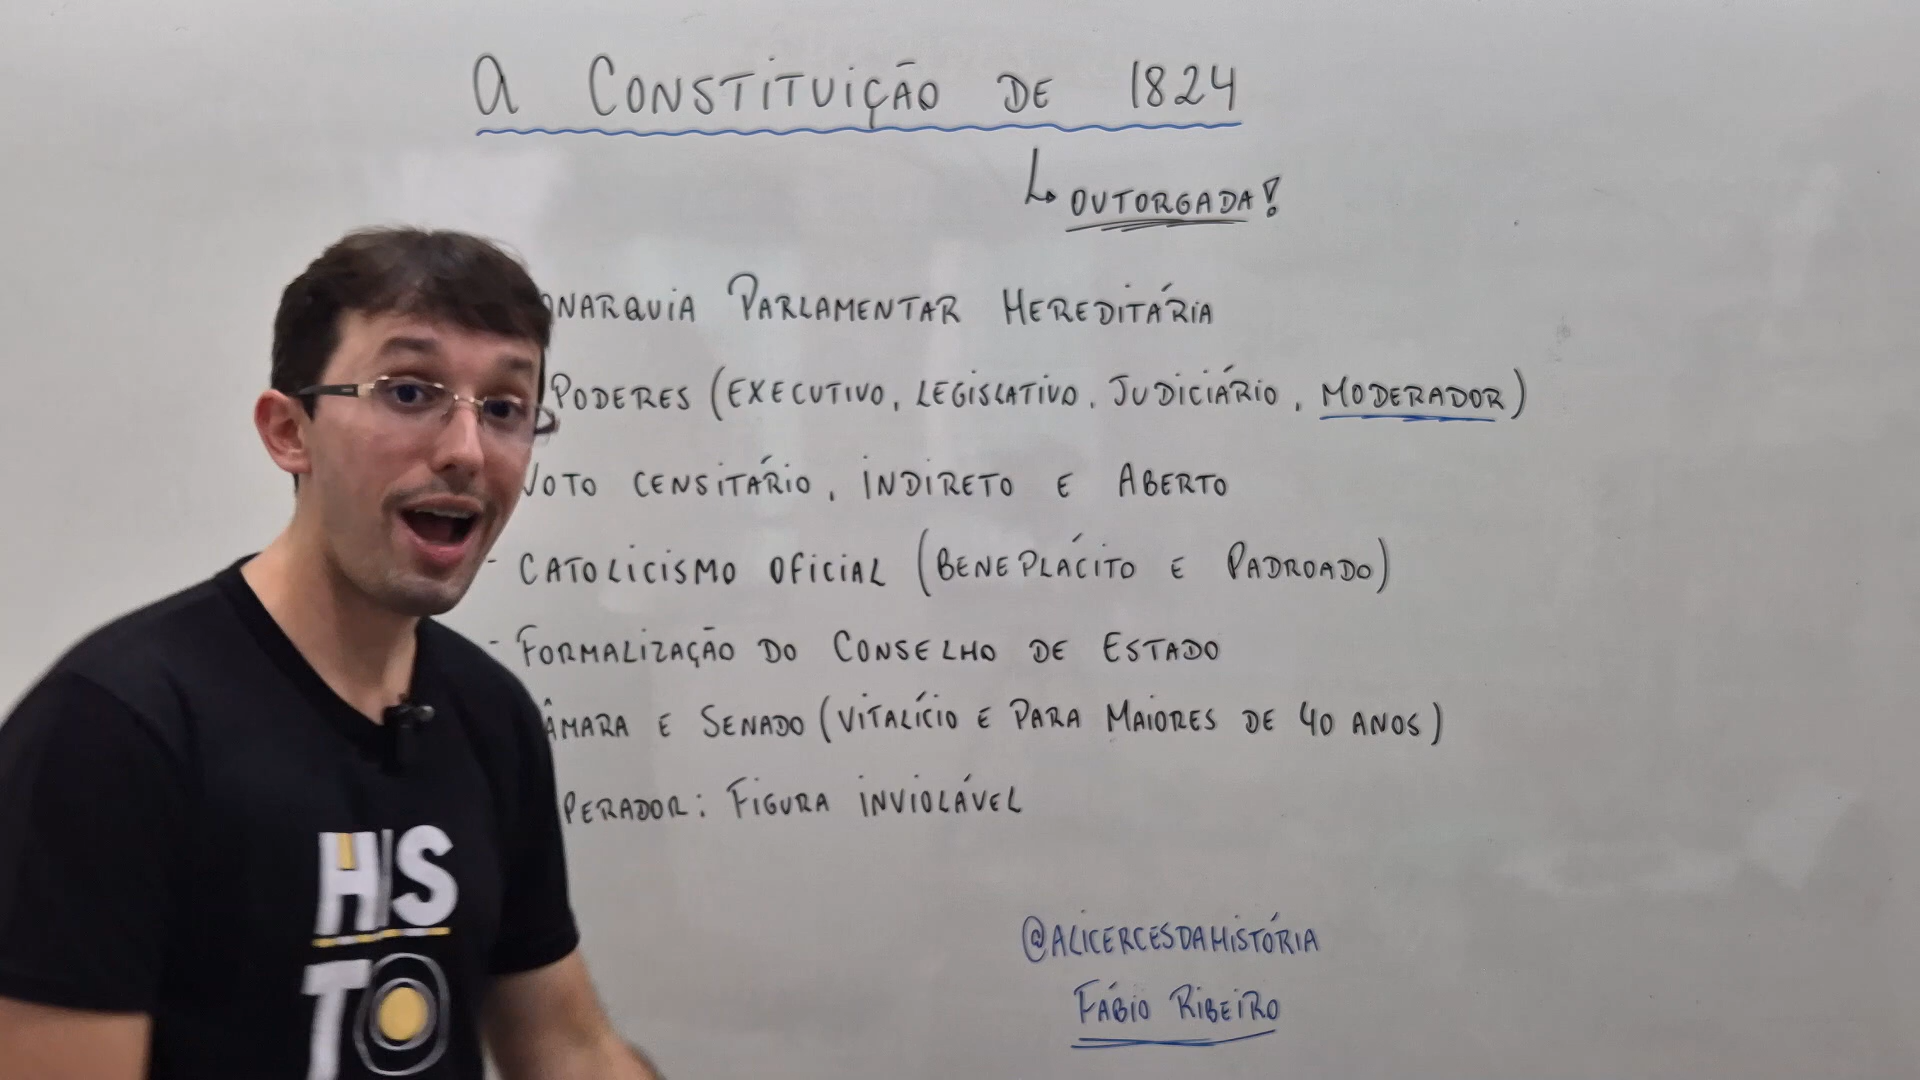 A CONSTITUIÇÃO DE 1824
↳ OUTORGADA!
ONARQUIA PARLAMENTAR HEREDITÁRIA
PODERES (EXECUTIVO, LEGISLATIVO, JUDICIÁRIO, MODERADOR)
VOTO CENSITÁRIO, INDIRETO E ABERTO
- CATOLICISMO OFICIAL (BENEPLÁCITO E PADROADO)
- FORMALIZAÇÃO DO CONSELHO DE ESTADO
ÂMARA E SENADO (VITALÍCIO E PARA MAIORES DE 40 ANOS)
PERADOR: FIGURA INVIOLÁVEL
HIS
TO
@ALICERCESDAHISTÓRIA
FÁBIO RIBEIRO